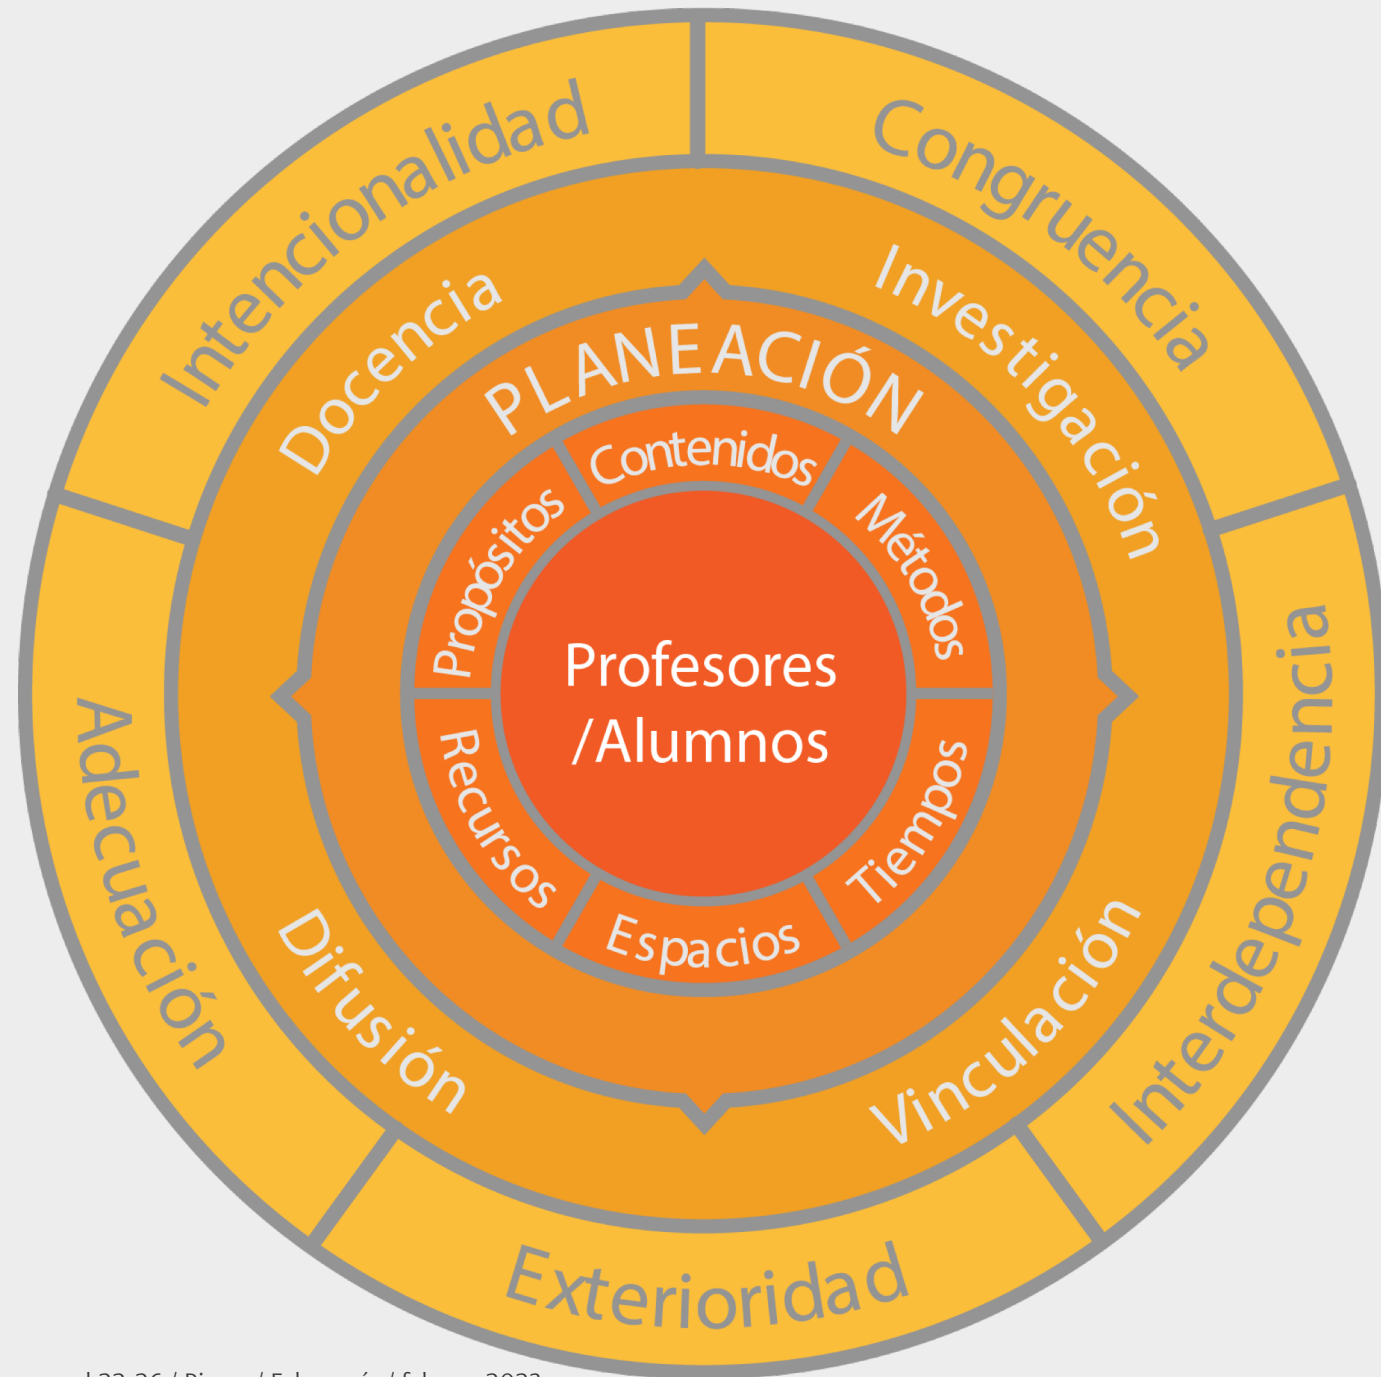 Intencionalidad
Congruencia
Interdependencia
Exterioridad
Adecuación
Docencia
Investigación
Vinculación
Difusión
PLANEACIÓN
Propósitos
Contenidos
Métodos
Tiempos
Espacios
Recursos
Profesores
/Alumnos